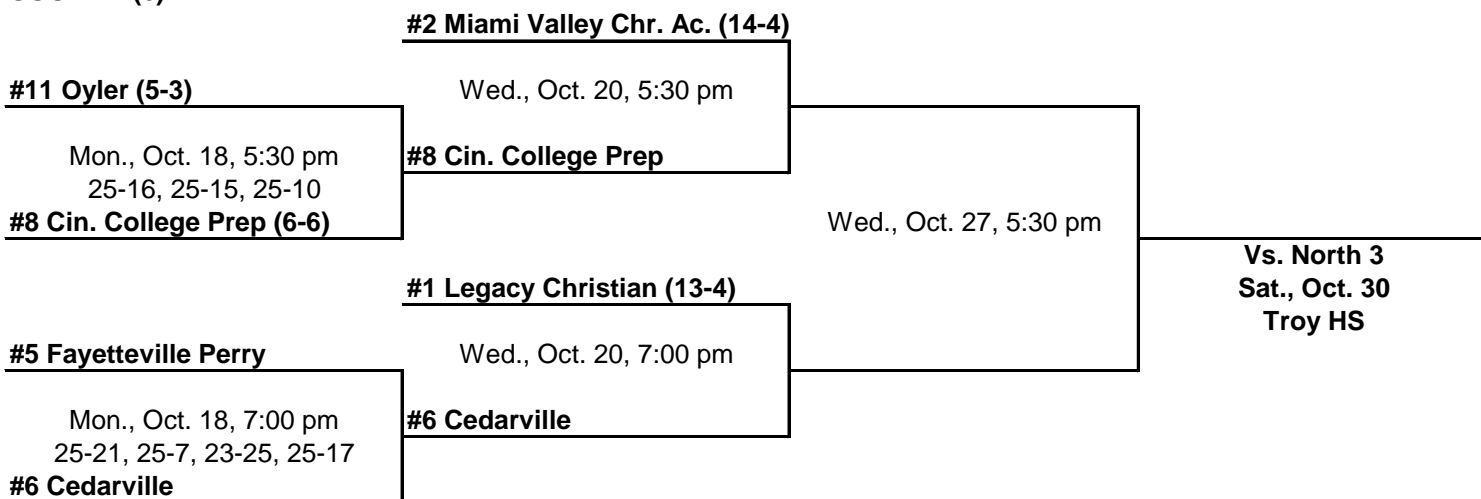 #2 Miami Valley Chr. Ac. (14-4)
#11 Oyler (5-3)
Wed., Oct. 20, 5:30 pm
Mon., Oct. 18, 5:30 pm
#8 Cin. College Prep
25-16, 25-15, 25-10
#8 Cin. College Prep (6-6)
Wed., Oct. 27, 5:30 pm
Vs. North 3
#1 Legacy Christian (13-4)
Sat., Oct. 30
Troy HS
#5 Fayetteville Perry
Wed., Oct. 20, 7:00 pm
Mon., Oct. 18, 7:00 pm
#6 Cedarville
25-21, 25-7, 23-25, 25-17
#6 Cedarville